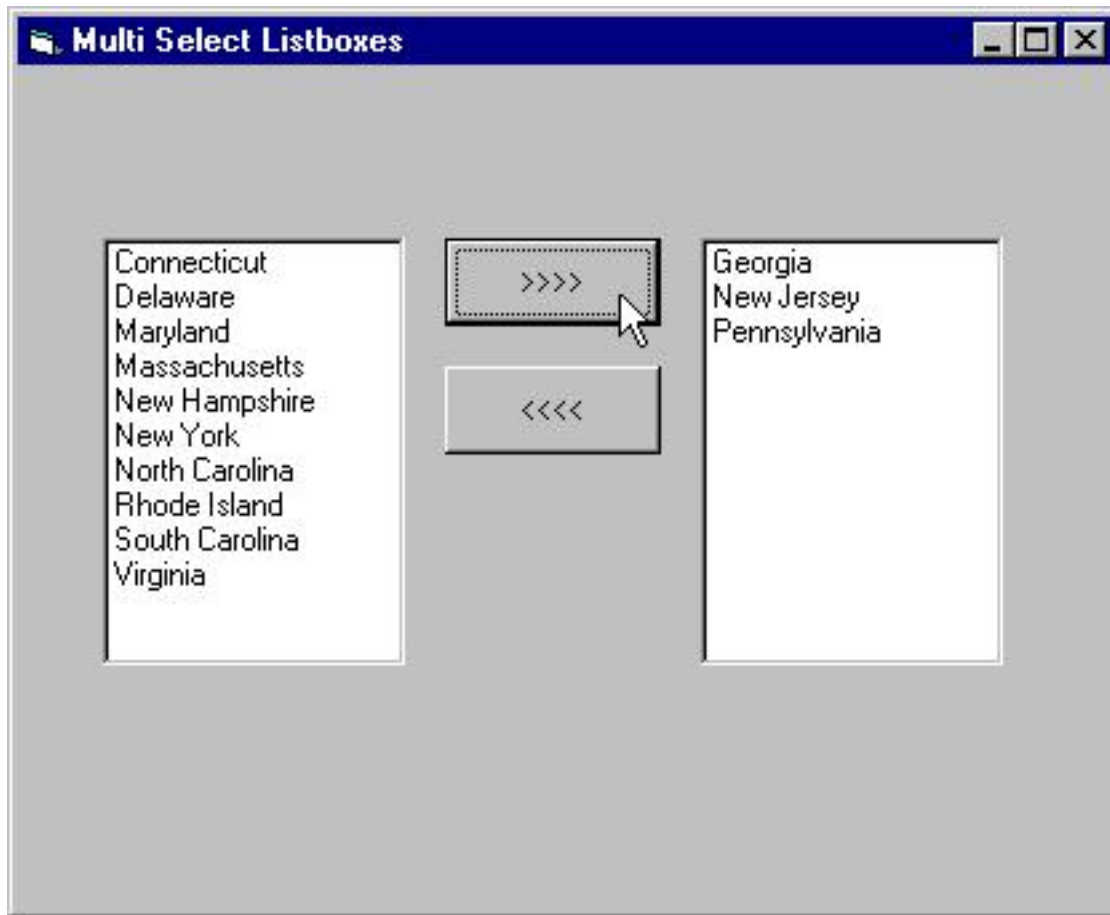 Multi Select Listboxes
Connecticut
Delaware
Maryland
Massachusetts
New Hampshire
New York
North Carolina
Rhode Island
South Carolina
Virginia
>>>>
<<<<
Georgia
New Jersey
Pennsylvania